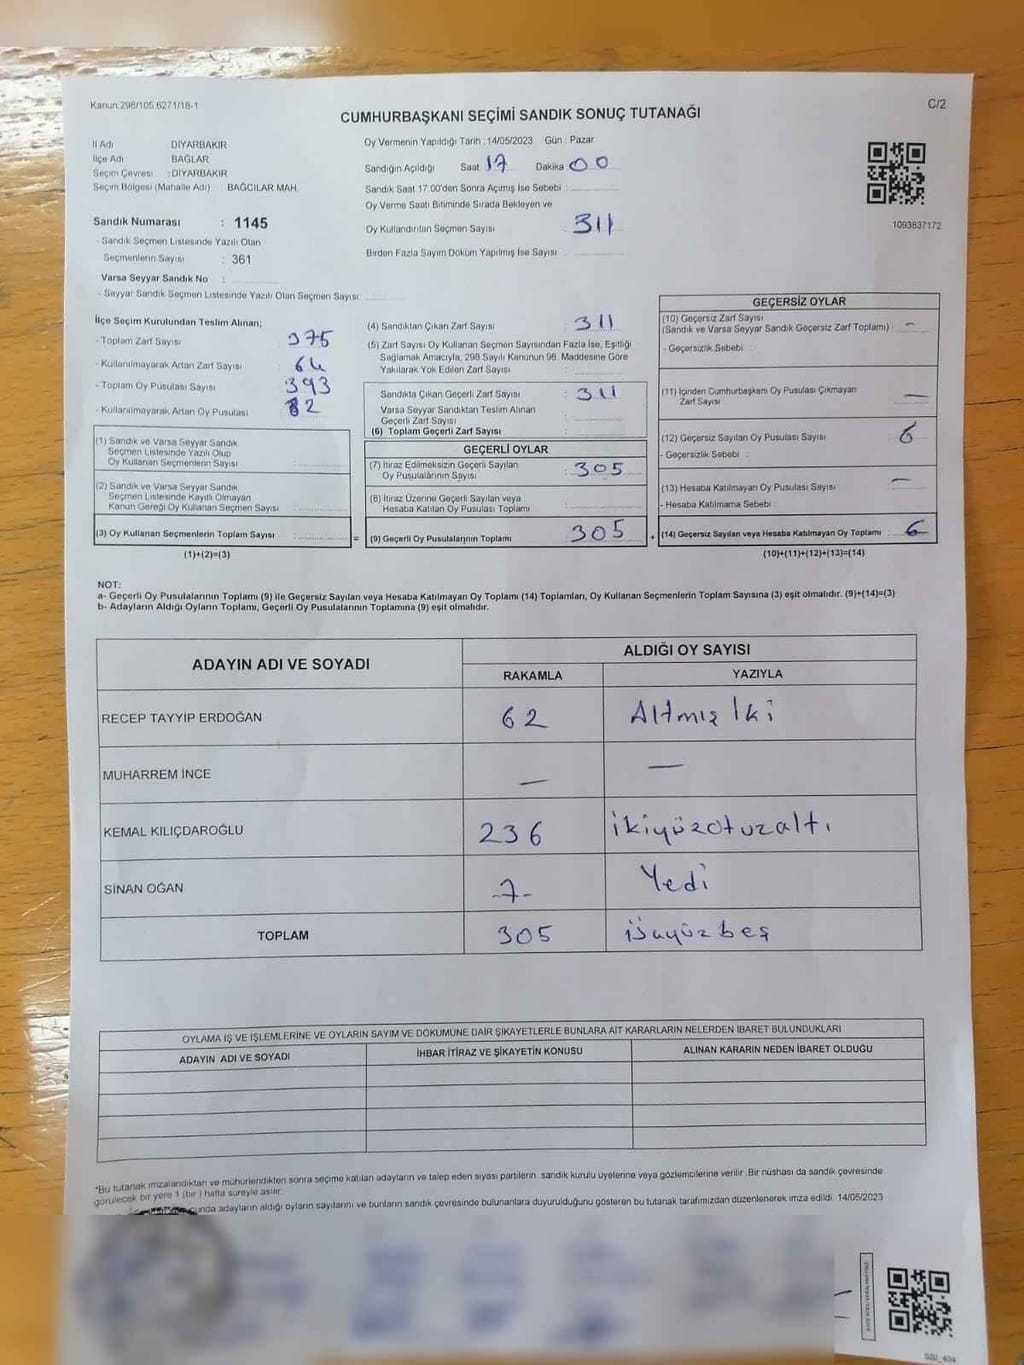 Kanun:298/105.6271/18-1
C/2
CUMHURBAŞKANI SEÇİMİ SANDIK SONUÇ TUTANAĞI
İl Adı DİYARBAKIR
İlçe Adı BAĞLAR
Seçim Çevresi : DİYARBAKIR
Seçim Bölgesi (Mahalle Adı) BAĞCILAR MAH.
Sandık Numarası : 1145
- Sandık Seçmen Listesinde Yazılı Olan
Seçmenlerin Sayısı : 361
Varsa Seyyar Sandık No :
- Seyyar Sandık Seçmen Listesinde Yazılı Olan Seçmen Sayısı:
Oy Vermenin Yapıldığı Tarih : 14/05/2023 Gün : Pazar
Sandığın Açıldığı Saat 17 Dakika 00
Sandık Saat 17.00'den Sonra Açımış İse Sebebi :
Oy Verme Saati Bitiminde Sırada Bekleyen ve
Oy Kullandırılan Seçmen Sayısı 311
Birden Fazla Sayım Döküm Yapılmış İse Sayısı :
1093837172
İlçe Seçim Kurulundan Teslim Alınan;
- Toplam Zarf Sayısı 375
- Kullanılmayarak Artan Zarf Sayısı : 64
- Toplam Oy Pusulası Sayısı 393
- Kullanılmayarak Artan Oy Pusulası 82
(1) Sandık ve Varsa Seyyar Sandık
Seçmen Listesinde Yazılı Olup
Oy Kullanan Seçmenlerin Sayısı :
(2) Sandık ve Varsa Seyyar Sandık
Seçmen Listesinde Kayıtlı Olmayan
Kanun Gereği Oy Kullanan Seçmen Sayısı :
(3) Oy Kullanan Seçmenlerin Toplam Sayısı :
(1)+(2)=(3)
(4) Sandıktan Çıkan Zarf Sayısı : 311
(5) Zarf Sayısı Oy Kullanan Seçmen Sayısından Fazla İse, Eşitliği
Sağlamak Amacıyla, 298 Sayılı Kanunun 98. Maddesine Göre
Yakılarak Yok Edilen Zarf Sayısı :
Sandıkta Çıkan Geçerli Zarf Sayısı : 311
Varsa Seyyar Sandıktan Teslim Alınan
Geçerli Zarf Sayısı :
(6) Toplam Geçerli Zarf Sayısı :
GEÇERLİ OYLAR
(7) İtiraz Edilmeksizin Geçerli Sayılan
Oy Pusulalarının Sayısı : 305
(8) İtiraz Üzerine Geçerli Sayılan veya
Hesaba Katılan Oy Pusulası Toplamı :
= (9) Geçerli Oy Pusulalarının Toplamı : 305 +
GEÇERSİZ OYLAR
(10) Geçersiz Zarf Sayısı
(Sandık ve Varsa Seyyar Sandık Geçersiz Zarf Toplamı) : -
- Geçersizlik Sebebi :
(11) İçinden Cumhurbaşkanı Oy Pusulası Çıkmayan
Zarf Sayısı : -
(12) Geçersiz Sayılan Oy Pusulası Sayısı : 6
- Geçersizlik Sebebi :
(13) Hesaba Katılmayan Oy Pusulası Sayısı : -
- Hesaba Katılmama Sebebi :
(14) Geçersiz Sayılan veya Hesaba Katılmayan Oy Toplamı : 6
(10)+(11)+(12)+(13)=(14)
NOT:
a- Geçerli Oy Pusulalarının Toplamı (9) ile Geçersiz Sayılan veya Hesaba Katılmayan Oy Toplamı (14) Toplamları, Oy Kullanan Seçmenlerin Toplam Sayısına (3) eşit olmalıdır. (9)+(14)=(3)
b- Adayların Aldığı Oyların Toplamı, Geçerli Oy Pusulalarının Toplamına (9) eşit olmalıdır.
ADAYIN ADI VE SOYADI ALDIĞI OY SAYISI
RAKAMLA YAZIYLA
RECEP TAYYİP ERDOĞAN 62 Altmış İki
MUHARREM İNCE - -
KEMAL KILIÇDAROĞLU 236 ikiyüzotuzaltı
SİNAN OĞAN -7- Yedi
TOPLAM 305 üçyüzbeş
OYLAMA İŞ VE İŞLEMLERİNE VE OYLARIN SAYIM VE DÖKÜMÜNE DAİR ŞİKAYETLERLE BUNLARA AİT KARARLARIN NELERDEN İBARET BULUNDUKLARI
ADAYIN ADI VE SOYADI İHBAR İTİRAZ VE ŞİKAYETİN KONUSU ALINAN KARARIN NEDEN İBARET OLDUĞU
*Bu tutanak imzalandıktan ve mühürlendikten sonra seçime katılan adayların ve talep eden siyası partilerin sandık kurulu üyelerine veya gözlemcilerine verilir. Bir nüshası da sandık çevresinde
görülecek bir yere 1 (bir ) hafta süreyle asılır.
adayların aldığı oyların sayılarını ve bunların sandık çevresinde bulunanlara duyurulduğunu gösteren bu tutanak tarafımızdan düzenlenerek imza edildi. 14/05/2023